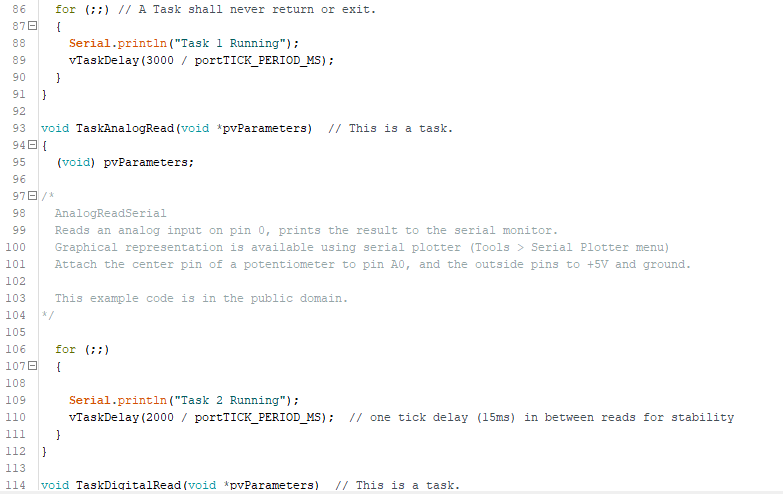 86 for (;;) // A Task shall never return or exit.
87 {
88 Serial.println("Task 1 Running");
89 vTaskDelay(3000 / portTICK_PERIOD_MS);
90 }
91 }
92
93 void TaskAnalogRead(void *pvParameters) // This is a task.
94 {
95 (void) pvParameters;
96
97 /*
98 AnalogReadSerial
99 Reads an analog input on pin 0, prints the result to the serial monitor.
100 Graphical representation is available using serial plotter (Tools > Serial Plotter menu)
101 Attach the center pin of a potentiometer to pin A0, and the outside pins to +5V and ground.
102
103 This example code is in the public domain.
104 */
105
106 for (;;)
107 {
108
109 Serial.println("Task 2 Running");
110 vTaskDelay(2000 / portTICK_PERIOD_MS); // one tick delay (15ms) in between reads for stability
111 }
112 }
113
114 void TaskDigitalRead(void *pvParameters) // This is a task.